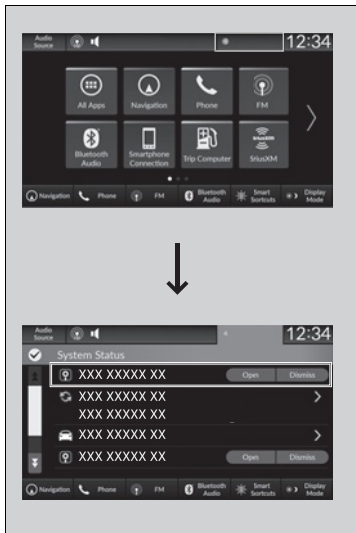 Audio
Source
12:34
All Apps
Navigation
Phone
FM
Bluetooth
Audio
Smartphone
Connection
Trip Computer
SiriusXM
SiriusXM
Navigation
Phone
FM
Bluetooth
Audio
Smart
Sortcuts
Display
Mode
Audio
Source
12:34
System Status
XXX XXXXX XX
Open
Dismiss
XXX XXXXX XX
XXX XXXXX XX
XXX XXXXX XX
XXX XXXXX XX
Open
Dismiss
Navigation
Phone
FM
Bluetooth
Audio
Smart
Sortcuts
Display
Mode